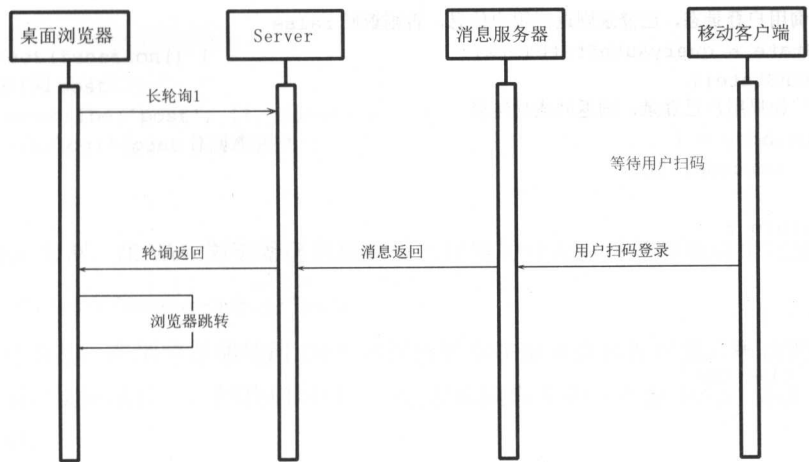 桌面浏览器
Server
消息服务器
移动客户端
长轮询1
等待用户扫码
轮询返回
消息返回
用户扫码登录
浏览器跳转